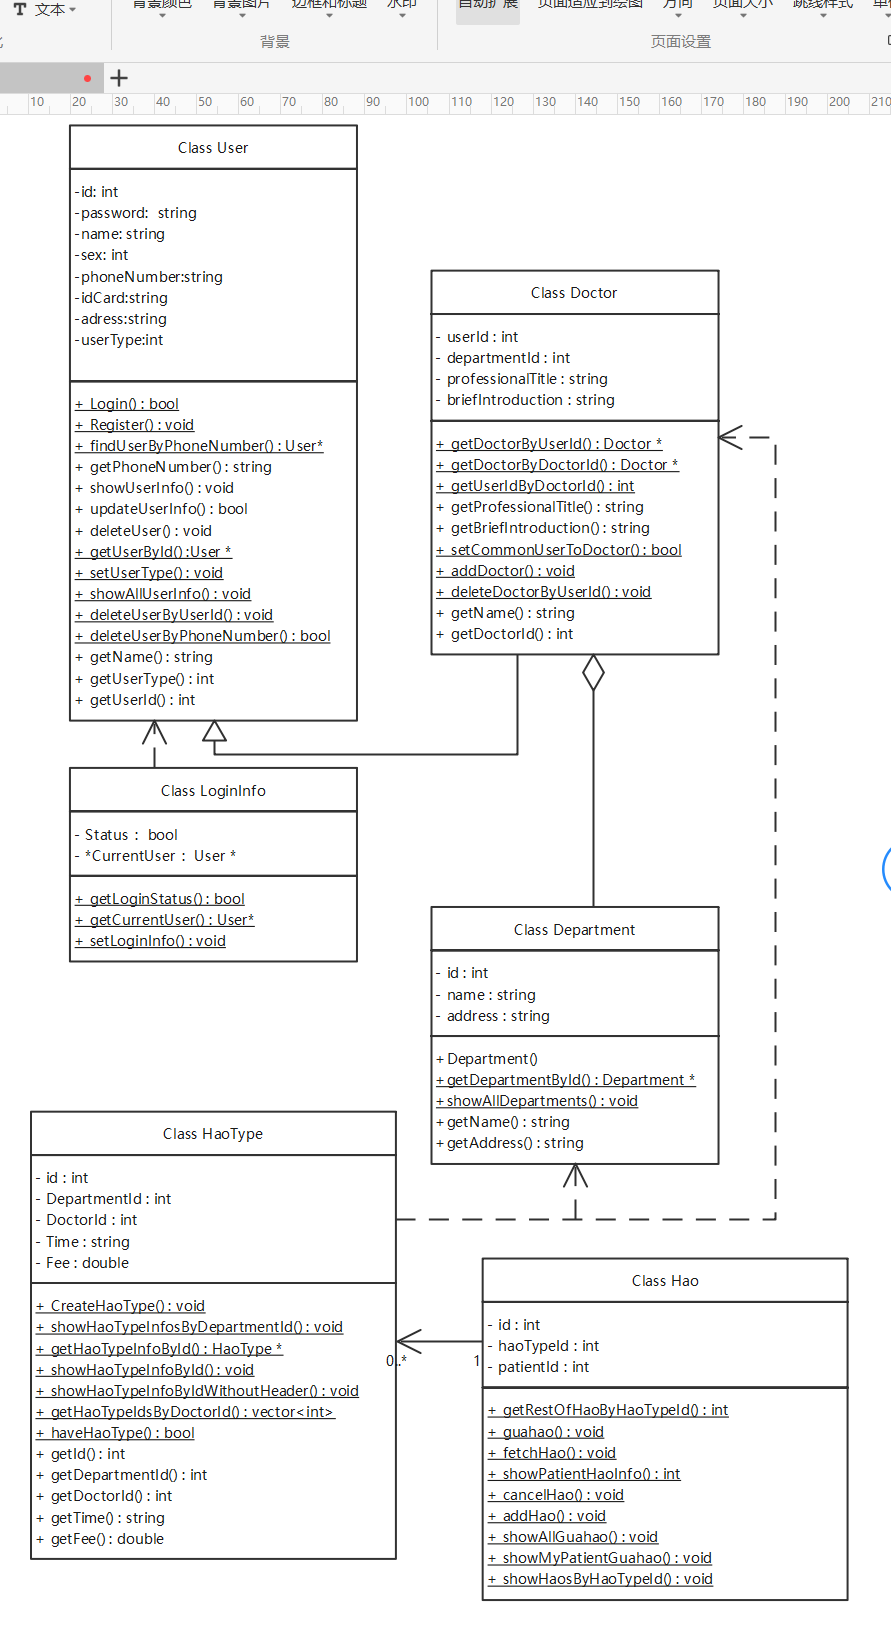 文本
背景颜色 背景图片 边框和标题 水印
自动扩展 页面适应到绘图 方向 页面大小 跳线样式
背景
页面设置
10 20 30 40 50 60 70 80 90 100 110 120 130 140 150 160 170 180 190 200 210
Class User
-id: int
-password:  string
-name: string
-sex: int
-phoneNumber:string
-idCard:string
-adress:string
-userType:int
+ Login() : bool
+ Register() : void
+ findUserByPhoneNumber() : User*
+ getPhoneNumber() : string
+ showUserInfo() : void
+ updateUserInfo() : bool
+ deleteUser() : void
+ getUserById():User *
+ setUserType() : void
+ showAllUserInfo() : void
+ deleteUserByUserId() : void
+ deleteUserByPhoneNumber() : bool
+ getName() : string
+ getUserType() : int
+ getUserId() : int
Class Doctor
- userId : int
- departmentId : int
- professionalTitle : string
- briefIntroduction : string
+ getDoctorByUserId() : Doctor *
+ getDoctorByDoctorId() : Doctor *
+ getUserIdByDoctorId() : int
+ getProfessionalTitle() : string
+ getBriefIntroduction() : string
+ setCommonUserToDoctor() : bool
+ addDoctor() : void
+ deleteDoctorByUserId() : void
+ getName() : string
+ getDoctorId() : int
Class LoginInfo
- Status :  bool
- *CurrentUser :  User *
+ getLoginStatus() : bool
+ getCurrentUser() : User*
+ setLoginInfo() : void
Class Department
- id : int
- name : string
- address : string
+Department()
+getDepartmentById() : Department *
+showAllDepartments() : void
+getName() : string
+getAddress() : string
Class HaoType
- id : int
- DepartmentId : int
- DoctorId : int
- Time : string
- Fee : double
+ CreateHaoType() : void
+ showHaoTypeInfosByDepartmentId() : void
+ getHaoTypeInfoById() : HaoType *
+ showHaoTypeInfoById() : void
+ showHaoTypeInfoByIdWithoutHeader() : void
+ getHaoTypeIdsByDoctorId() : vector<int>
+ haveHaoType() : bool
+ getId() : int
+ getDepartmentId() : int
+ getDoctorId() : int
+ getTime() : string
+ getFee() : double
0..* 1
Class Hao
- id : int
- haoTypeId : int
- patientId : int
+ getRestOfHaoByHaoTypeId() : int
+ guahao() : void
+ fetchHao() : void
+ showPatientHaoInfo() : int
+ cancelHao() : void
+ addHao() : void
+ showAllGuahao() : void
+ showMyPatientGuahao() : void
+ showHaosByHaoTypeId() : void